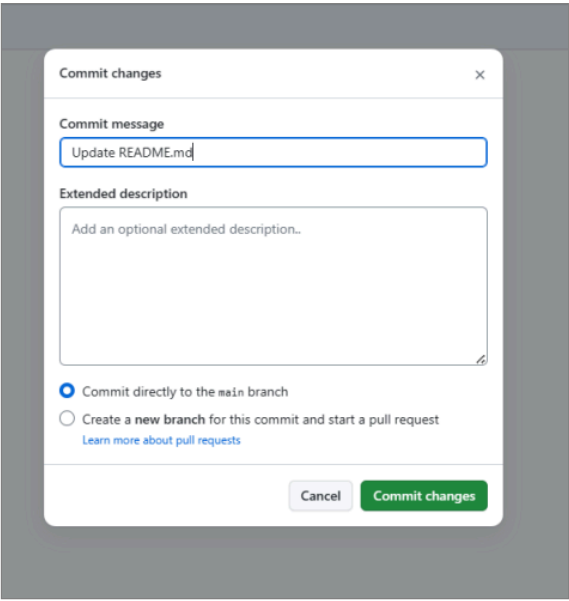 Commit changes
Commit message
Update README.md
Extended description
Add an optional extended description..
Commit directly to the main branch
Create a new branch for this commit and start a pull request
Learn more about pull requests
Cancel
Commit changes